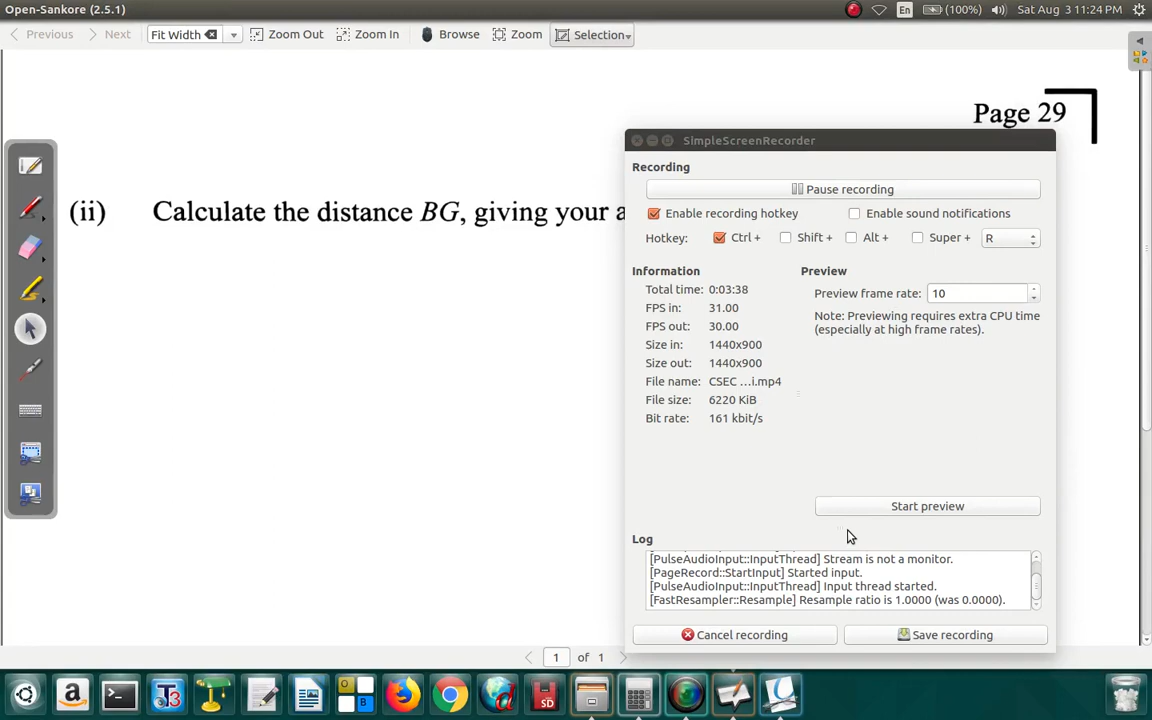 Open-Sankore (2.5.1)
En (100%) Sat Aug 3 11:24 PM
Previous Next Fit Width Zoom Out Zoom In Browse Zoom Selection
Page 29
(ii) Calculate the distance BG, giving your a
SimpleScreenRecorder
Recording
Pause recording
Enable recording hotkey Enable sound notifications
Hotkey: Ctrl + Shift + Alt + Super + R
Information
Total time: 0:03:38
FPS in: 31.00
FPS out: 30.00
Size in: 1440x900
Size out: 1440x900
File name: CSEC ...i.mp4
File size: 6220 KiB
Bit rate: 161 kbit/s
Preview
Preview frame rate: 10
Note: Previewing requires extra CPU time
(especially at high frame rates).
Start preview
Log
[PulseAudioInput::InputThread] Stream is not a monitor.
[PageRecord::StartInput] Started input.
[PulseAudioInput::InputThread] Input thread started.
[FastResampler::Resample] Resample ratio is 1.0000 (was 0.0000).
Cancel recording Save recording
1 of 1
a T3 O B SD